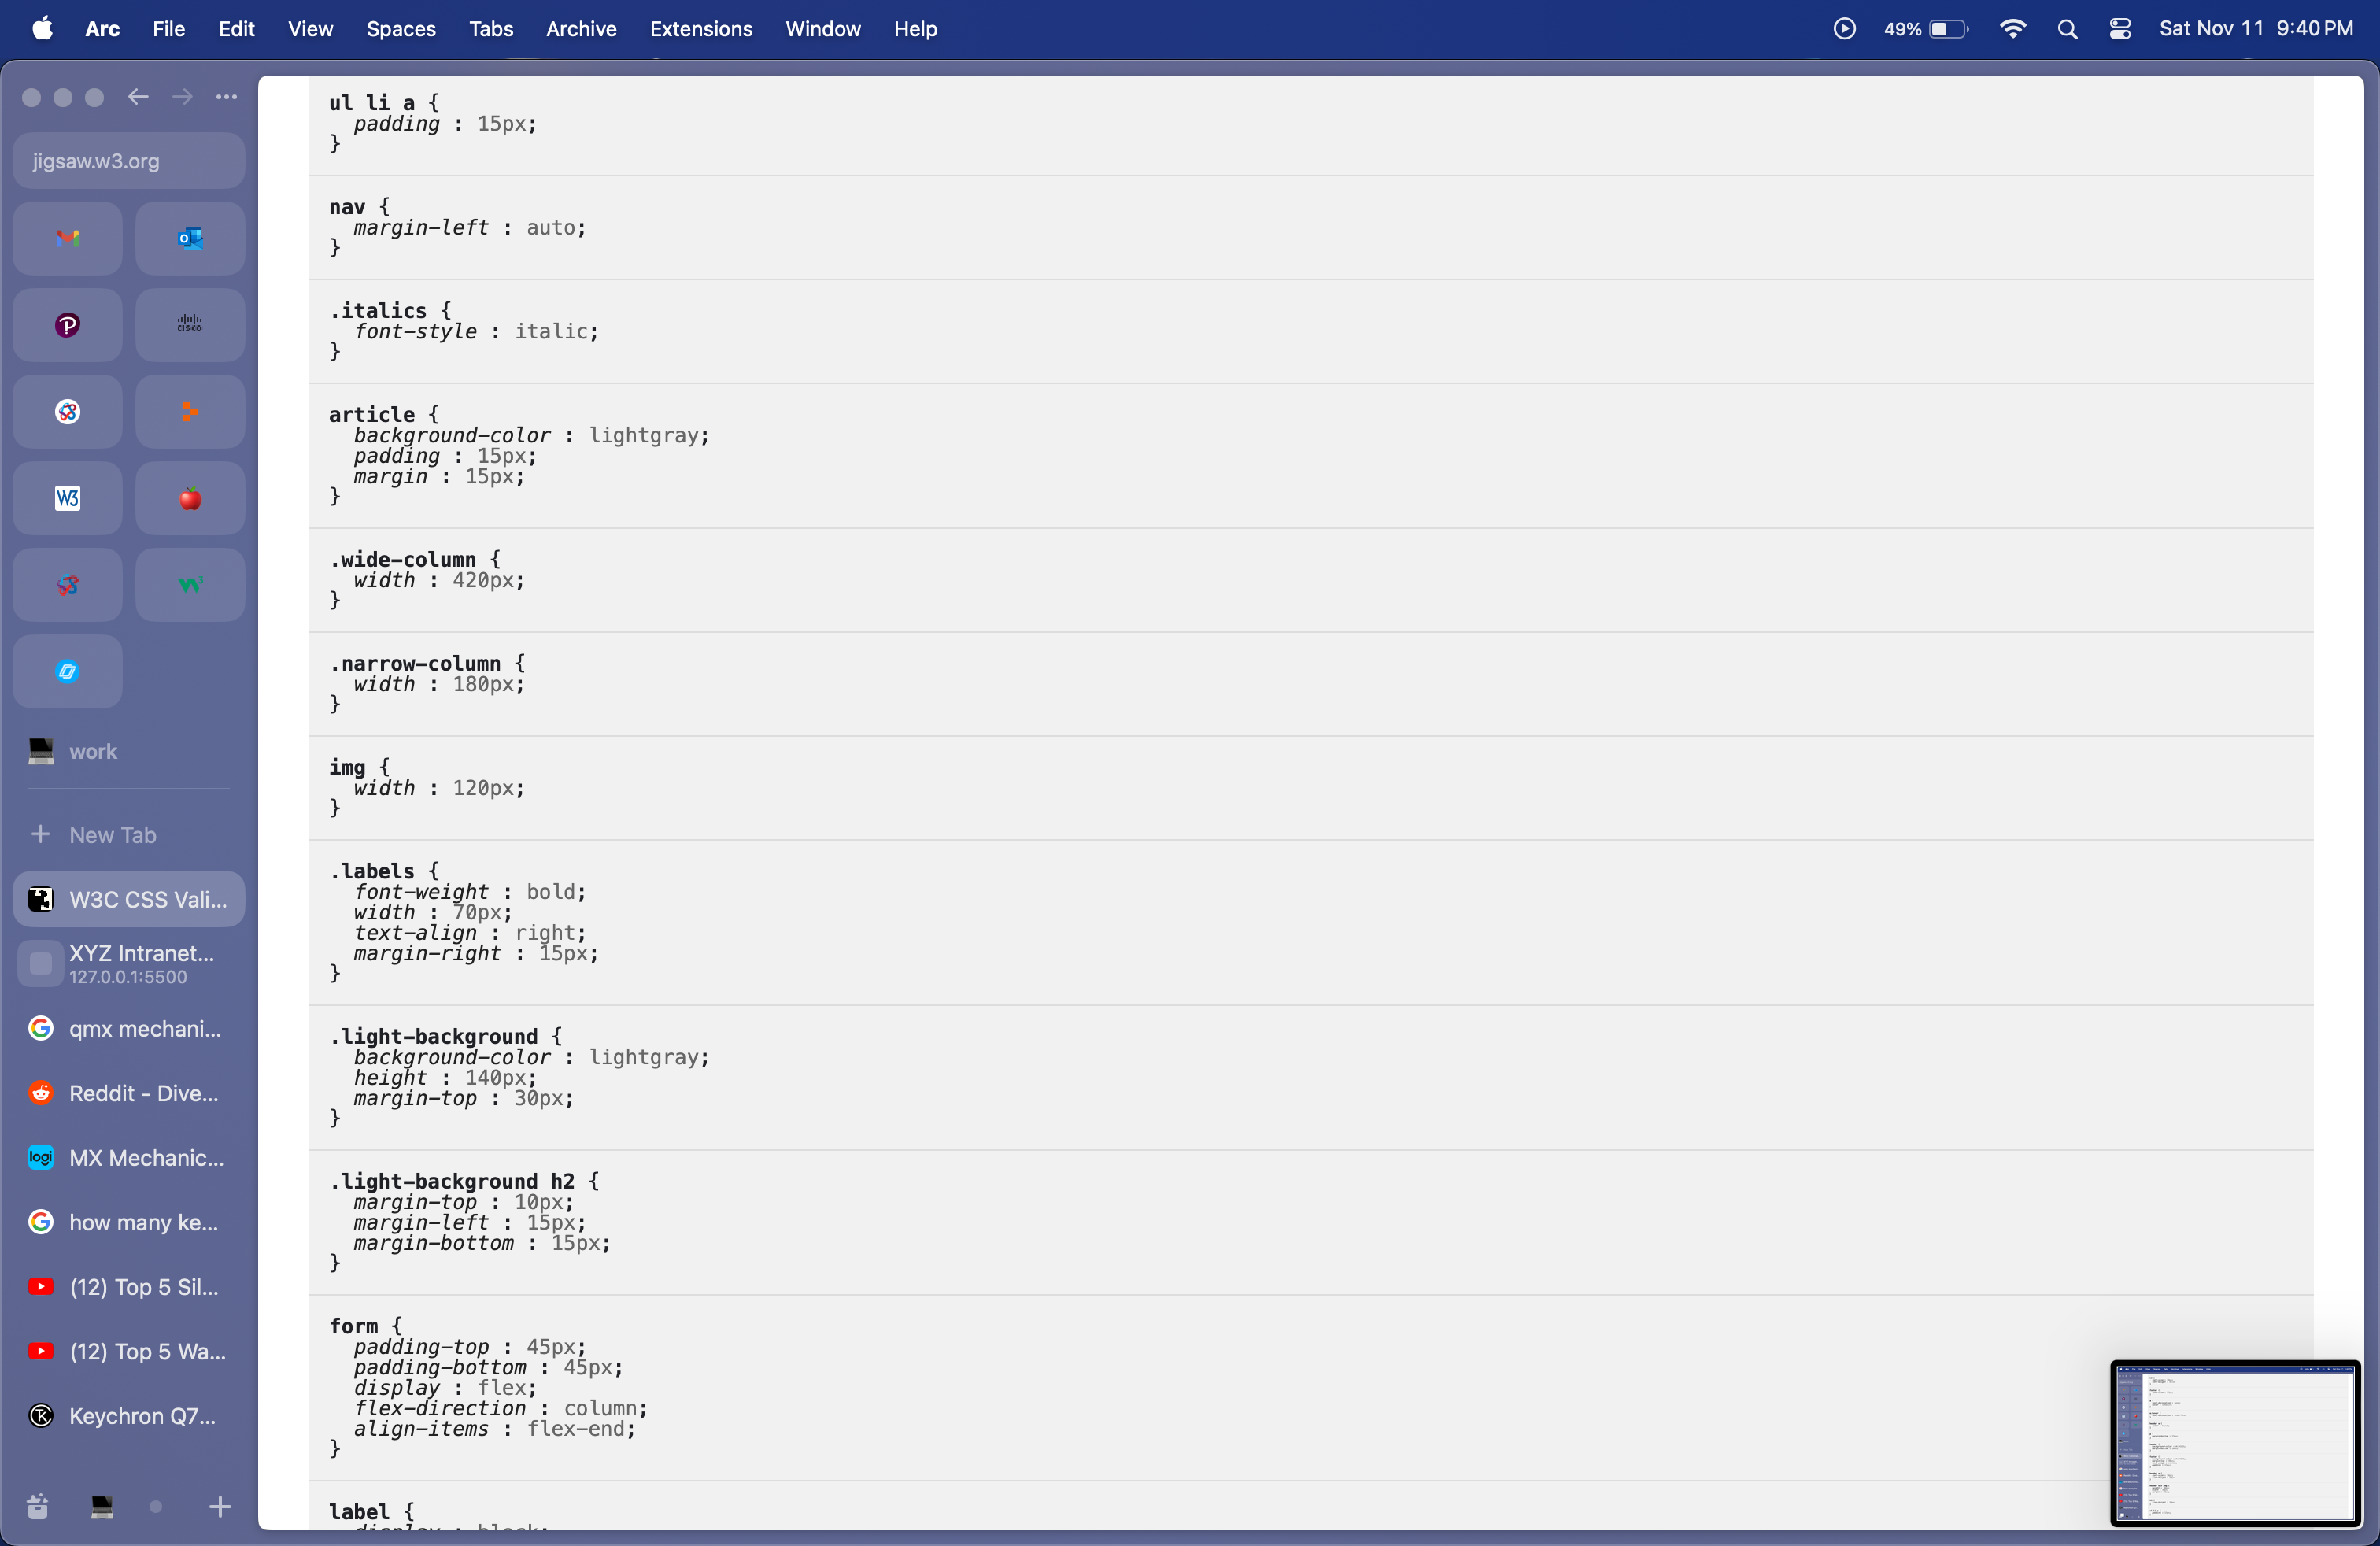 Arc File Edit View Spaces Tabs Archive Extensions Window Help 49% Sat Nov 11 9:40 PM
jigsaw.w3.org
CISCO
W3
W3
work
New Tab
W3C CSS Vali...
XYZ Intranet...
127.0.0.1:5500
qmx mechani...
Reddit - Dive...
logi MX Mechanic...
how many ke...
(12) Top 5 Sil...
(12) Top 5 Wa...
Keychron Q7...
ul li a {
padding : 15px;
}
nav {
margin-left : auto;
}
.italics {
font-style : italic;
}
article {
background-color : lightgray;
padding : 15px;
margin : 15px;
}
.wide-column {
width : 420px;
}
.narrow-column {
width : 180px;
}
img {
width : 120px;
}
.labels {
font-weight : bold;
width : 70px;
text-align : right;
margin-right : 15px;
}
.light-background {
background-color : lightgray;
height : 140px;
margin-top : 30px;
}
.light-background h2 {
margin-top : 10px;
margin-left : 15px;
margin-bottom : 15px;
}
form {
padding-top : 45px;
padding-bottom : 45px;
display : flex;
flex-direction : column;
align-items : flex-end;
}
label {
display : block;